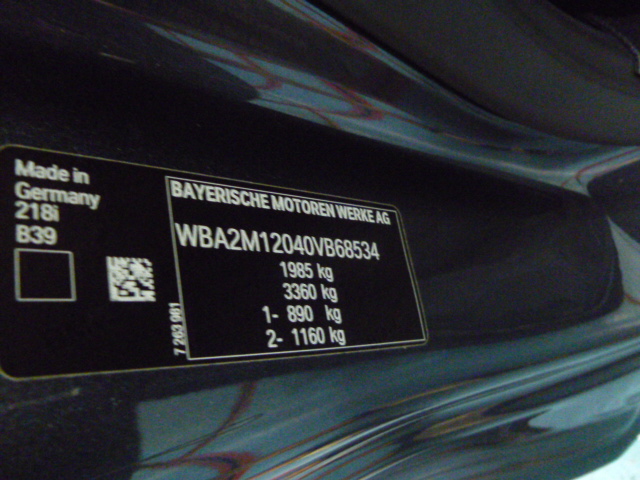 Made in
Germany
218i
B39
BAYERISCHE MOTOREN WERKE AG
WBA2M12040VB68534
1985 kg
3360 kg
1- 890 kg
2- 1160 kg
7 263 961